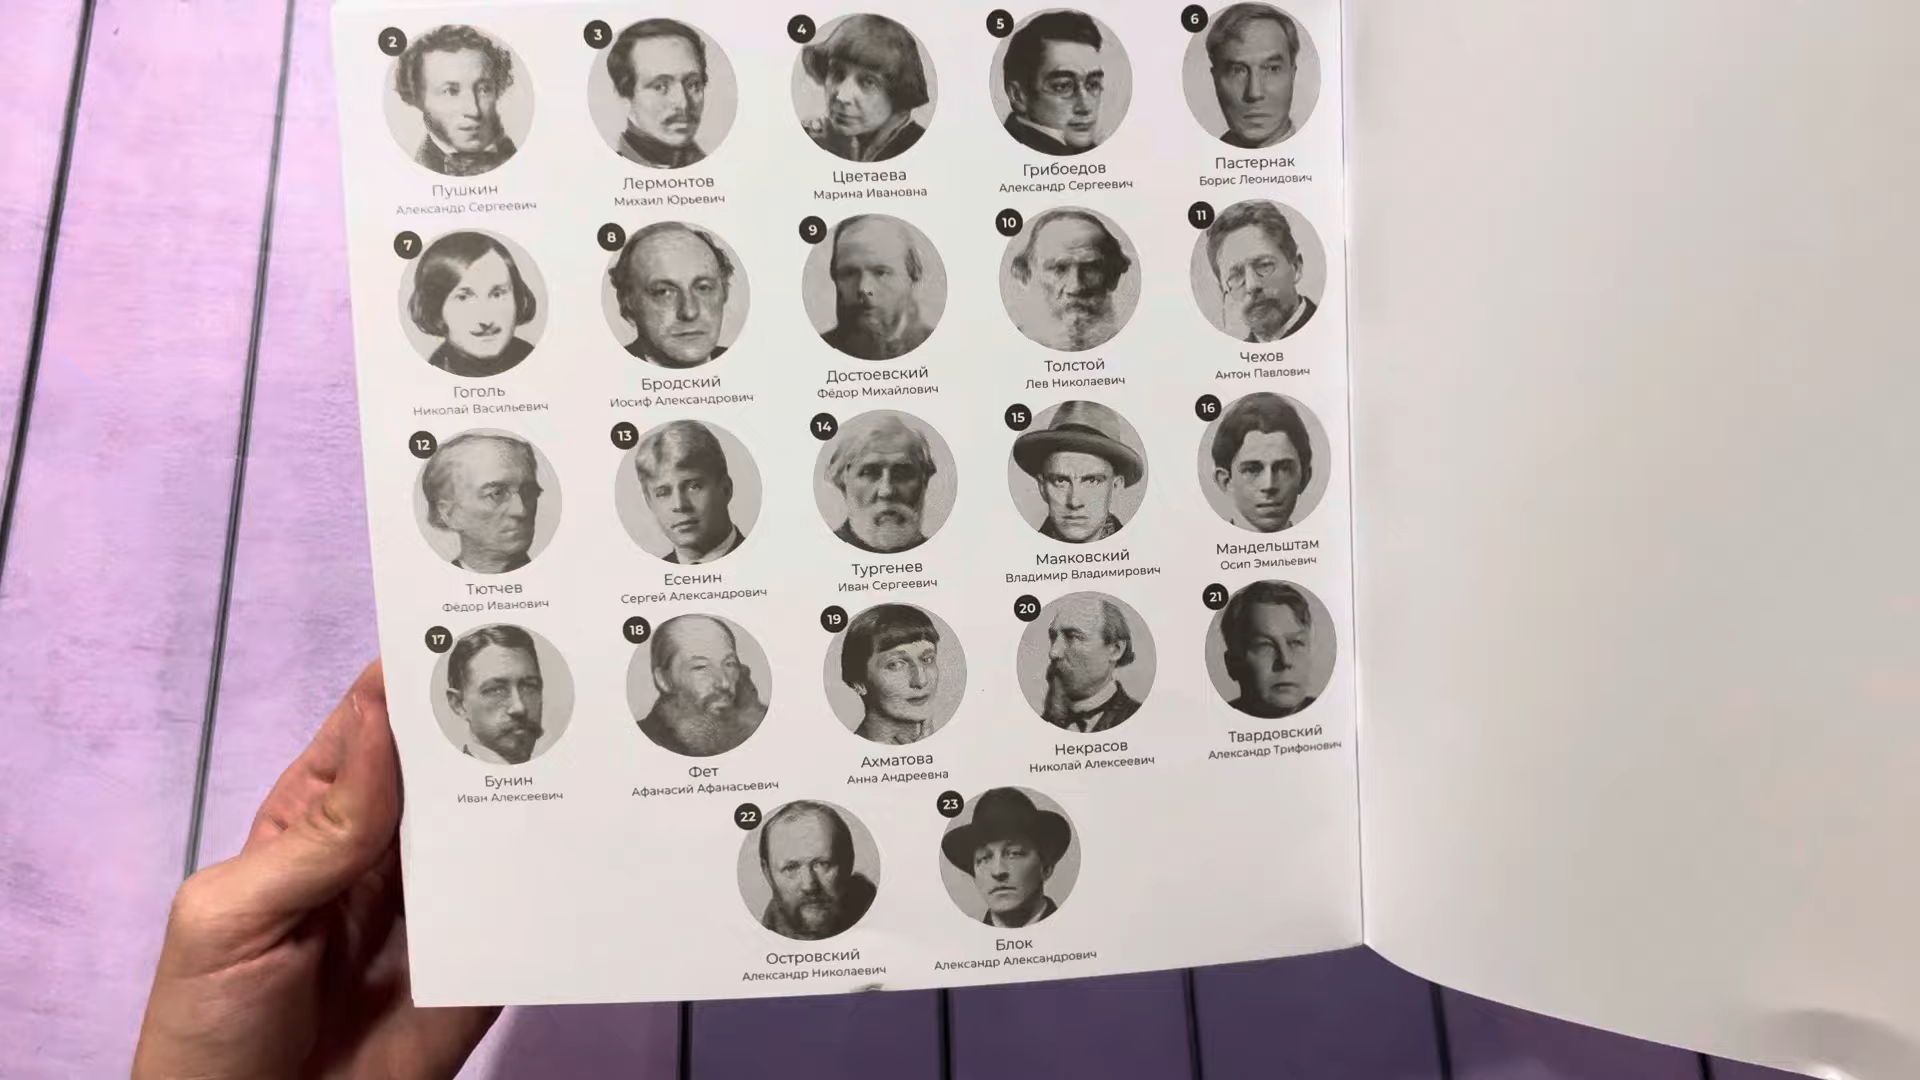 2
3
4
5
6
Пушкин
Александр Сергеевич
Лермонтов
Михаил Юрьевич
Цветаева
Марина Ивановна
Грибоедов
Александр Сергеевич
Пастернак
Борис Леонидович
7
8
9
10
11
Гоголь
Николай Васильевич
Бродский
Иосиф Александрович
Достоевский
Фёдор Михайлович
Толстой
Лев Николаевич
Чехов
Антон Павлович
12
13
14
15
16
Тютчев
Фёдор Иванович
Есенин
Сергей Александрович
Тургенев
Иван Сергеевич
Маяковский
Владимир Владимирович
Мандельштам
Осип Эмильевич
17
18
19
20
21
Бунин
Иван Алексеевич
Фет
Афанасий Афанасьевич
Ахматова
Анна Андреевна
Некрасов
Николай Алексеевич
Твардовский
Александр Трифонович
22
23
Островский
Александр Николаевич
Блок
Александр Александрович